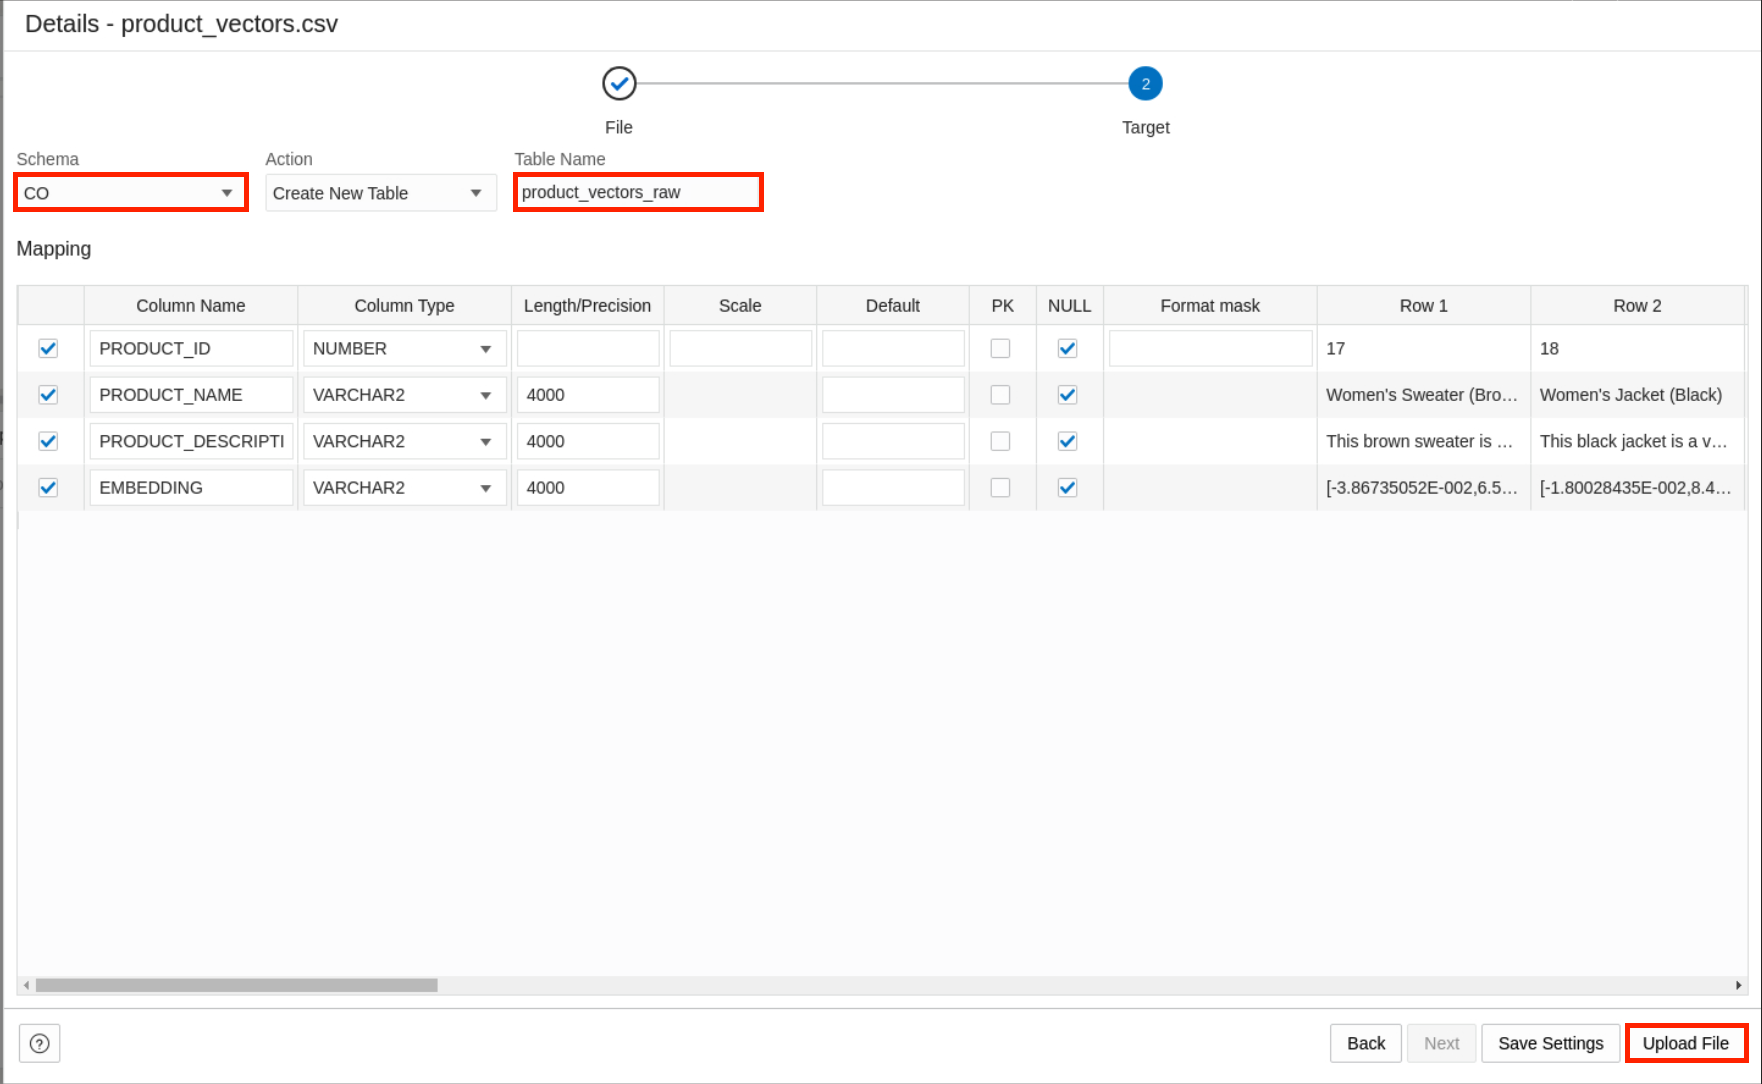 Details - product_vectors.csv
2
File
Target
Schema
Action
Table Name
CO
Create New Table
product_vectors_raw
Mapping
Column Name Column Type Length/Precision Scale Default PK NULL Format mask Row 1 Row 2
PRODUCT_ID NUMBER 17 18
PRODUCT_NAME VARCHAR2 4000 Women's Sweater (Bro... Women's Jacket (Black)
PRODUCT_DESCRIPTI VARCHAR2 4000 This brown sweater is ... This black jacket is a v...
EMBEDDING VARCHAR2 4000 [-3.86735052E-002,6.5... [-1.80028435E-002,8.4...
? Back Next Save Settings Upload File